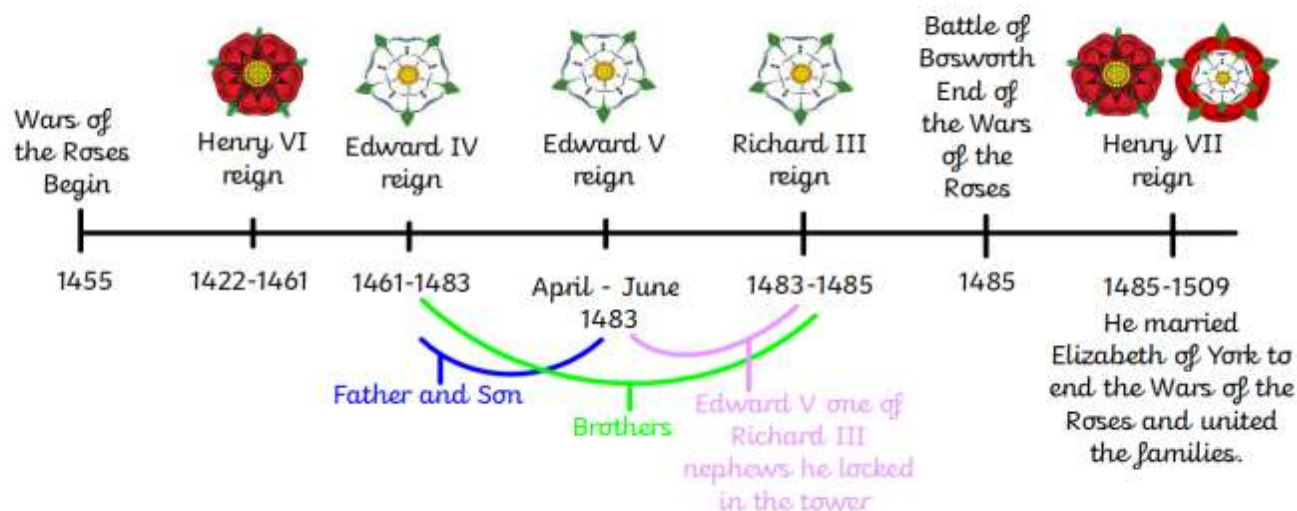 Wars of
the Roses
Begin
Henry VI
reign
Edward IV
reign
Edward V
reign
Richard III
reign
Battle of
Bosworth
End of
the Wars
of the
Roses
Henry VII
reign
1455
1422-1461
1461-1483
April - June
1483
1483-1485
1485
1485-1509
He married
Elizabeth of York to
end the Wars of the
Roses and united
the families.
Father and Son
Brothers
Edward V one of
Richard III
nephews he locked
in the tower